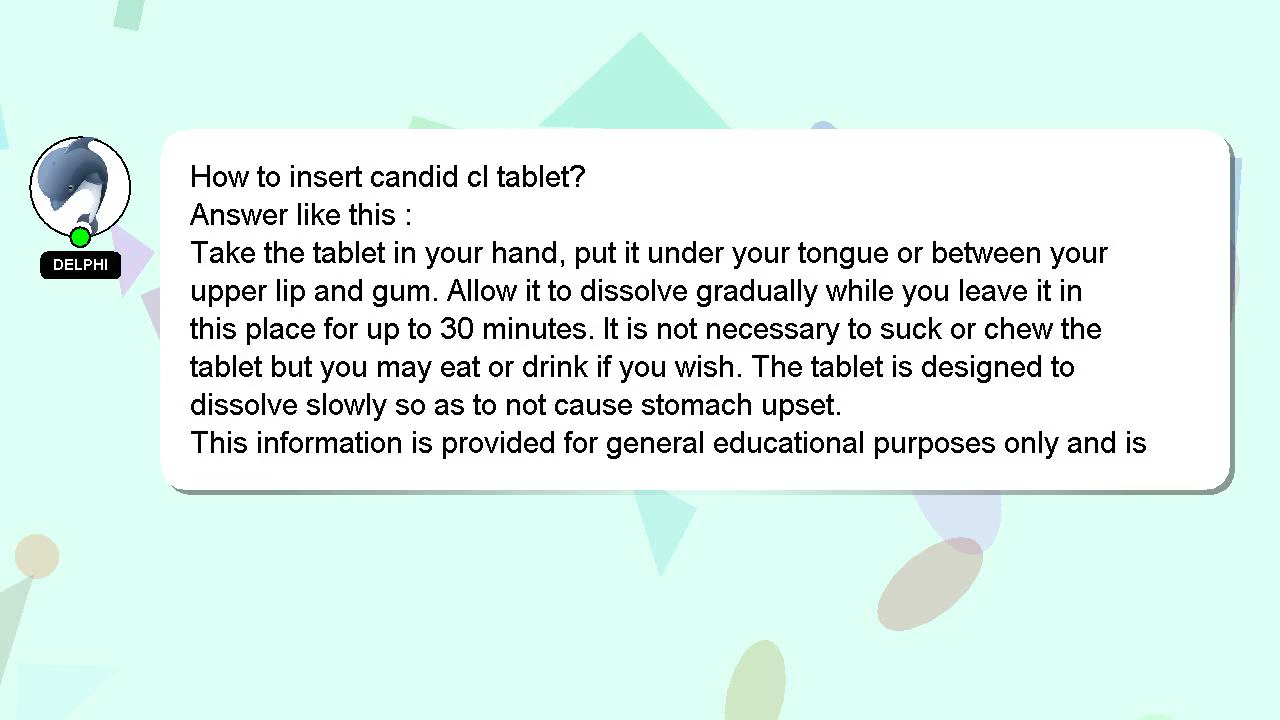 How to insert candid cl tablet?
Answer like this :
Take the tablet in your hand, put it under your tongue or between your
upper lip and gum. Allow it to dissolve gradually while you leave it in
this place for up to 30 minutes. It is not necessary to suck or chew the
tablet but you may eat or drink if you wish. The tablet is designed to
dissolve slowly so as to not cause stomach upset.
This information is provided for general educational purposes only and is
DELPHI